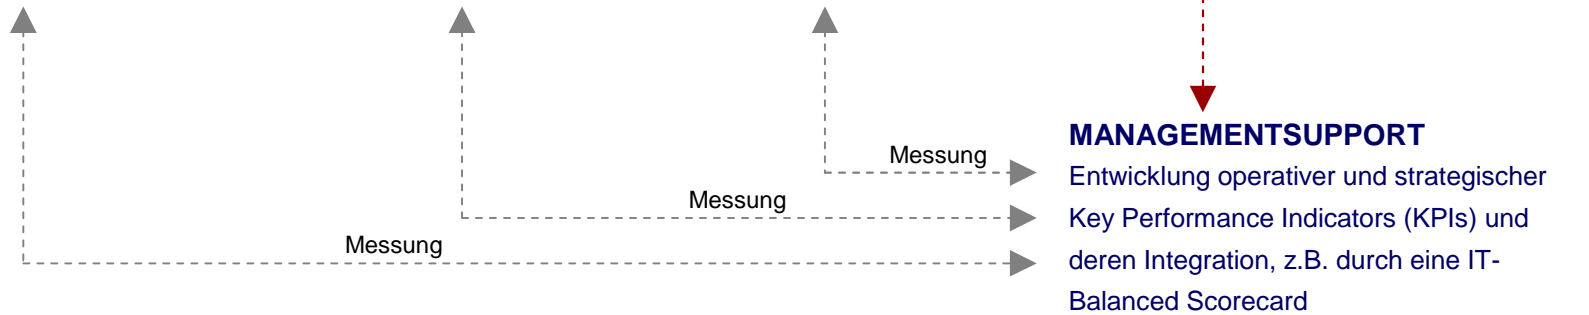 MANAGEMENTSUPPORT
Messung
Entwicklung operativer und strategischer
Messung
Key Performance Indicators (KPIs) und
Messung
deren Integration, z.B. durch eine IT-
Balanced Scorecard